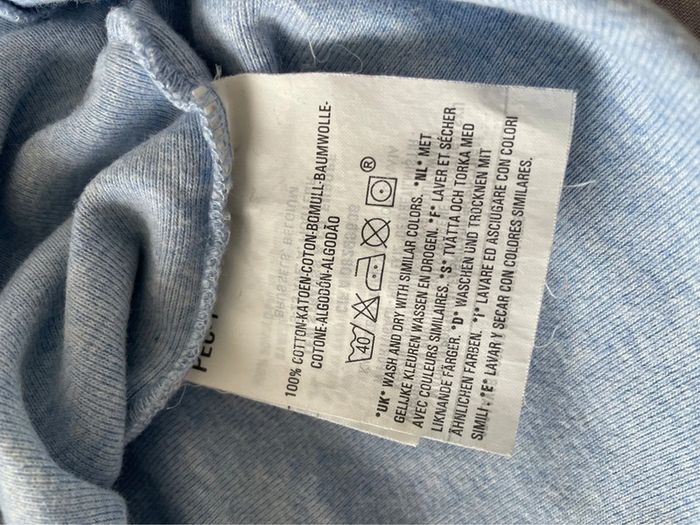 100% COTTON-KATOEN-COTON-BOMULL-BAUMWOLLE-
COTONE-ALGODÓN-ALGODÃO
40
®
*UK* WASH AND DRY WITH SIMILAR COLORS. *NL* MET
GELIJKE KLEUREN WASSEN EN DROGEN. *F* LAVER ET SÉCHER
AVEC COULEURS SIMILAIRES. *S* TVÄTTA OCH TORKA MED
LIKNANDE FÄRGER. *D* WASCHEN UND TROCKNEN MIT
ÄHNLICHEN FARBEN. *I* LAVARE ED ASCIUGARE CON COLORI
SIMILI. *E* LAVAR Y SECAR CON COLORES SIMILARES.